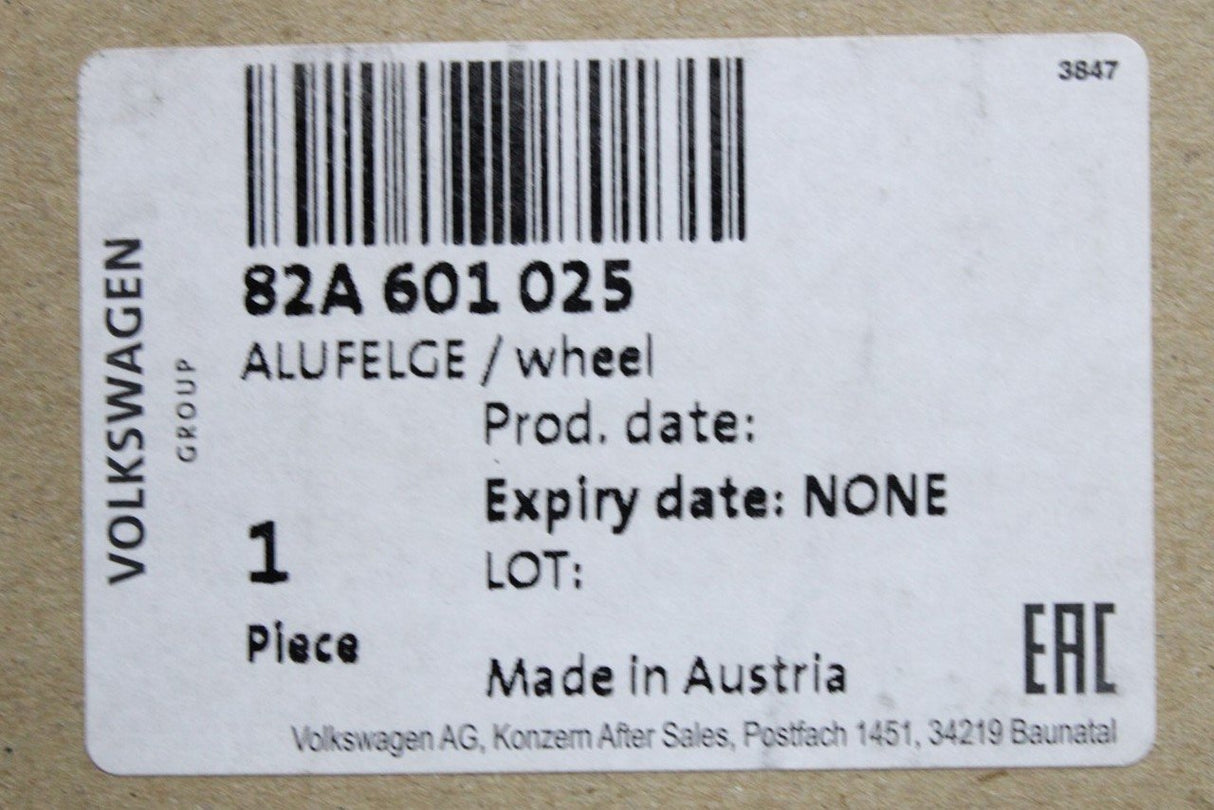 3847
82A 601 025
ALUFELGE / wheel
Prod. date:
Expiry date: NONE
1
LOT:
Piece
Made in Austria
EAC
Volkswagen AG, Konzern After Sales, Postfach 1451, 34219 Baunatal
VOLKSWAGEN
GROUP